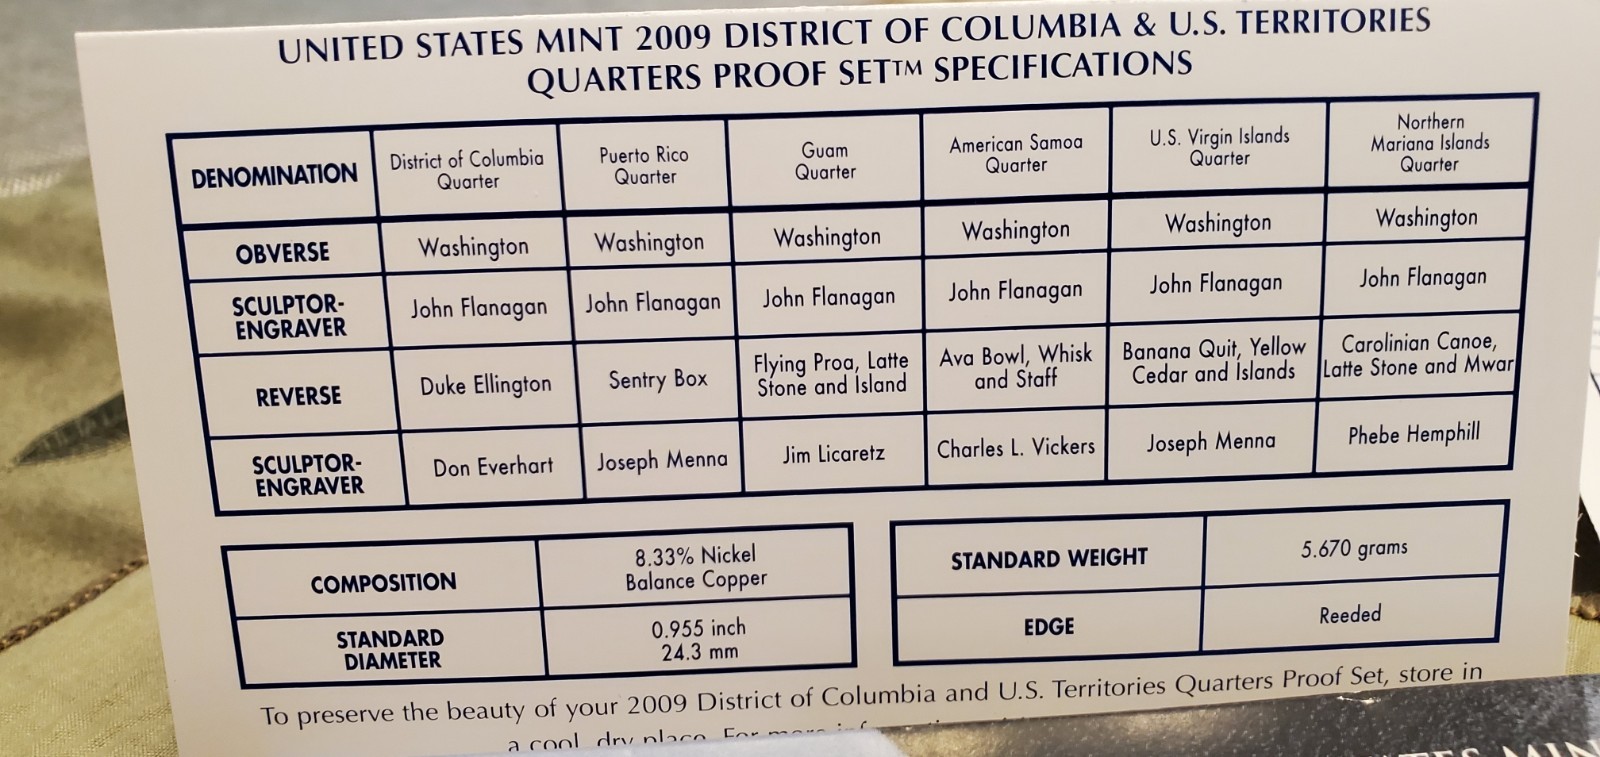 UNITED STATES MINT 2009 DISTRICT OF COLUMBIA & U.S. TERRITORIES
QUARTERS PROOF SET™ SPECIFICATIONS
DENOMINATION
District of Columbia
Quarter
Puerto Rico
Quarter
Guam
Quarter
American Samoa
Quarter
U.S. Virgin Islands
Quarter
Northern
Mariana Islands
Quarter
OBVERSE
Washington
Washington
Washington
Washington
Washington
Washington
SCULPTOR-
ENGRAVER
John Flanagan
John Flanagan
John Flanagan
John Flanagan
John Flanagan
John Flanagan
REVERSE
Duke Ellington
Sentry Box
Flying Proa, Latte
Stone and Island
Ava Bowl, Whisk
and Staff
Banana Quit, Yellow
Cedar and Islands
Carolinian Canoe,
Latte Stone and Mwar
SCULPTOR-
ENGRAVER
Don Everhart
Joseph Menna
Jim Licaretz
Charles L. Vickers
Joseph Menna
Phebe Hemphill
COMPOSITION
8.33% Nickel
Balance Copper
STANDARD
DIAMETER
0.955 inch
24.3 mm
STANDARD WEIGHT
5.670 grams
EDGE
Reeded
To preserve the beauty of your 2009 District of Columbia and U.S. Territories Quarters Proof Set, store in
a cool, dry place. For more